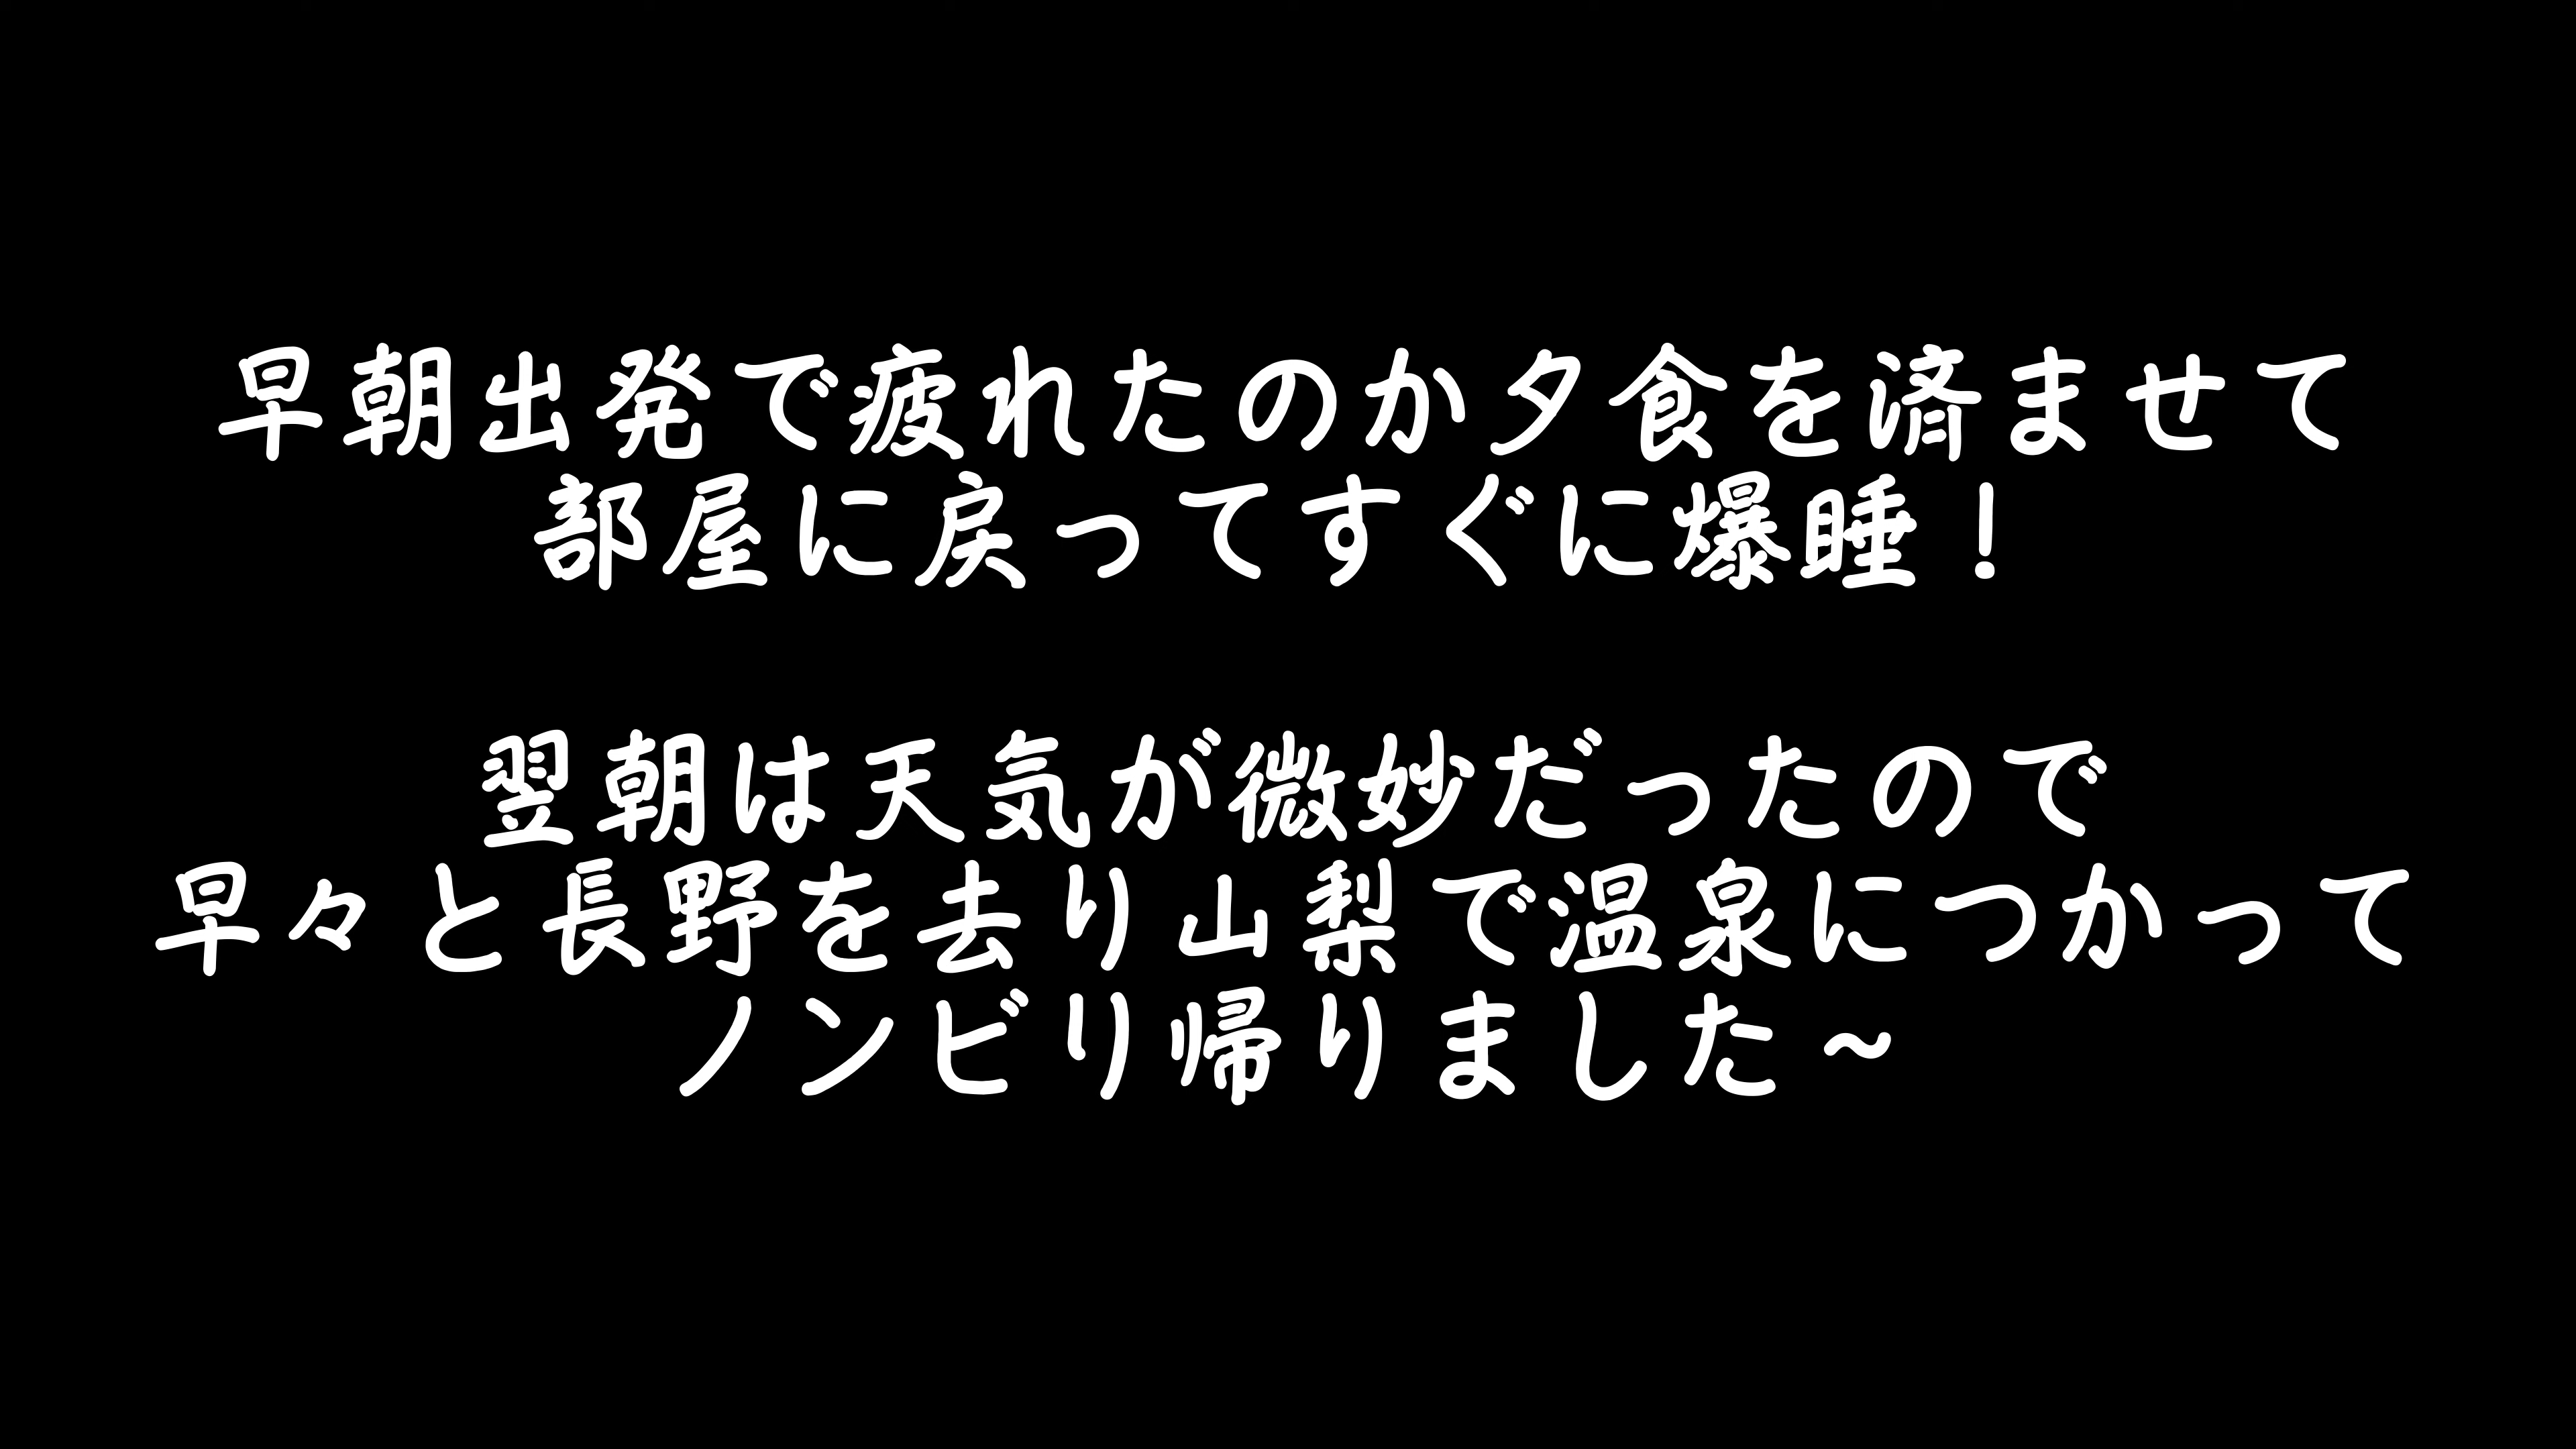 早朝出発で疲れたのか夕食を済ませて
部屋に戻ってすぐに爆睡！
翌朝は天気が微妙だったので
早々と長野を去り山梨で温泉につかって
ノンビリ帰りました~